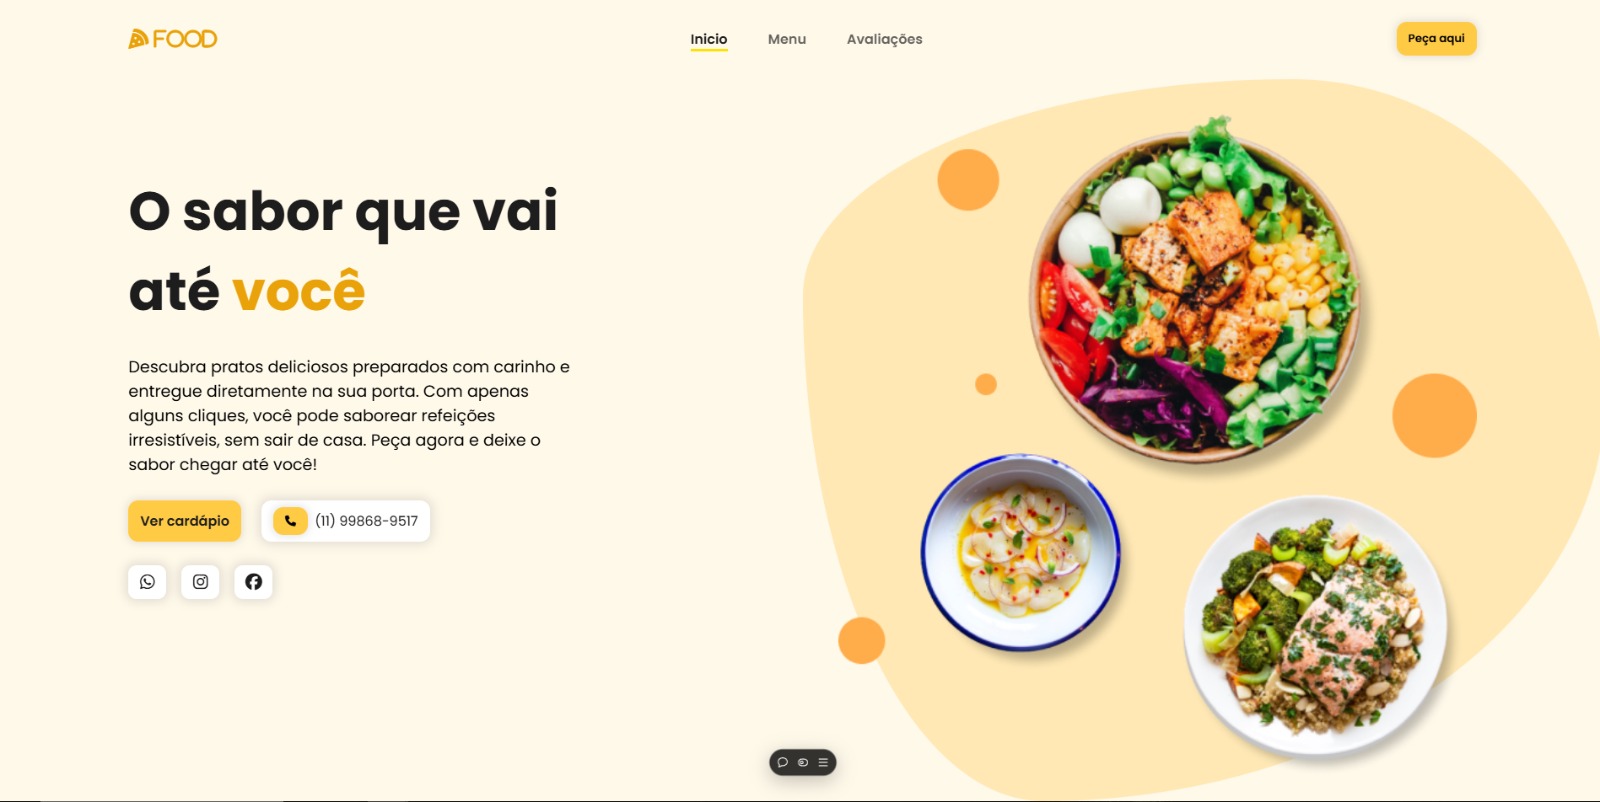 FOOD
Inicio
Menu
Avaliações
Peça aqui
O sabor que vai
até você
Descubra pratos deliciosos preparados com carinho e
entregue diretamente na sua porta. Com apenas
alguns cliques, você pode saborear refeições
irresistíveis, sem sair de casa. Peça agora e deixe o
sabor chegar até você!
Ver cardápio
(11) 99868-9517